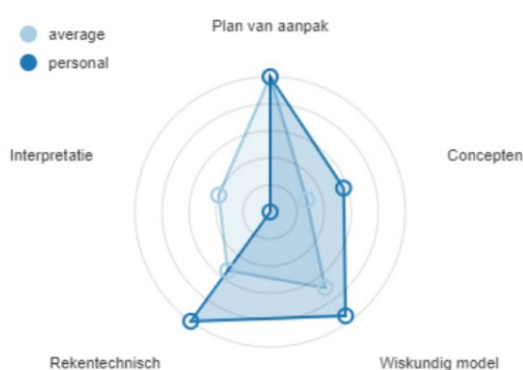 average
personal
Plan van aanpak
Interpretatie
Concepten
Rekentechnisch
Wiskundig model